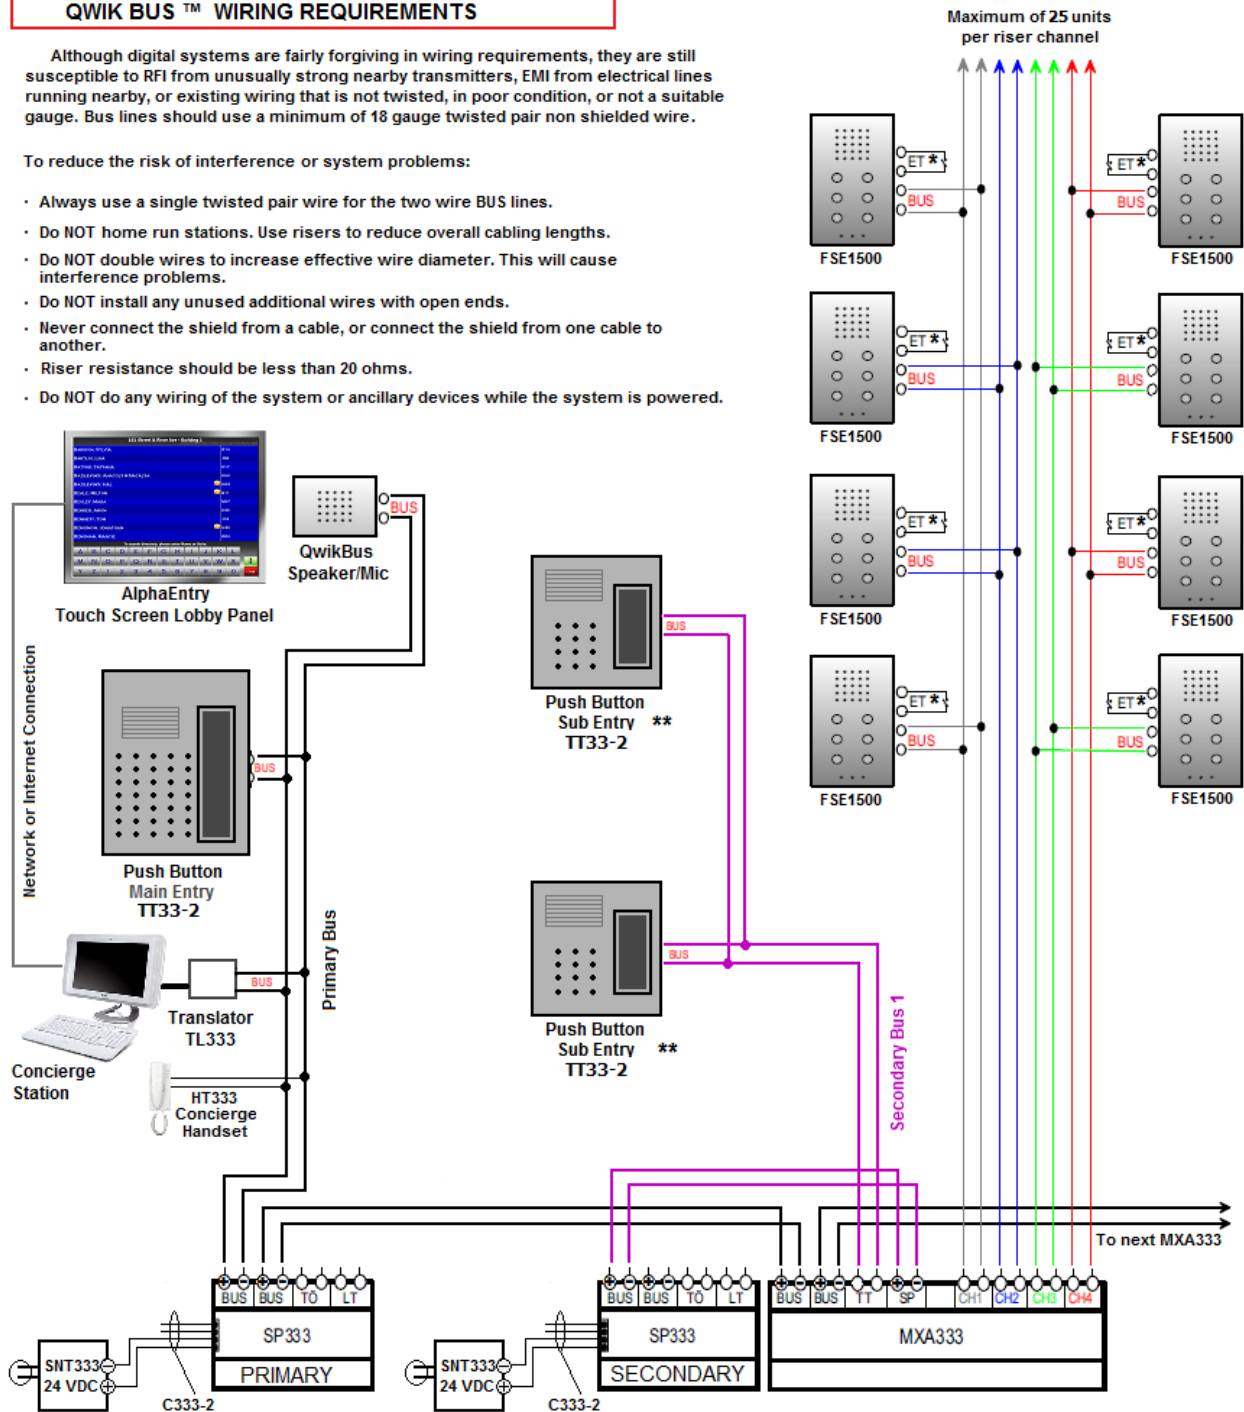 QWIK BUS ™ WIRING REQUIREMENTS
Although digital systems are fairly forgiving in wiring requirements, they are still
susceptible to RFI from unusually strong nearby transmitters, EMI from electrical lines
running nearby, or existing wiring that is not twisted, in poor condition, or not a suitable
gauge. Bus lines should use a minimum of 18 gauge twisted pair non shielded wire.
To reduce the risk of interference or system problems:
· Always use a single twisted pair wire for the two wire BUS lines.
· Do NOT home run stations. Use risers to reduce overall cabling lengths.
· Do NOT double wires to increase effective wire diameter. This will cause
interference problems.
· Do NOT install any unused additional wires with open ends.
· Never connect the shield from a cable, or connect the shield from one cable to
another.
· Riser resistance should be less than 20 ohms.
· Do NOT do any wiring of the system or ancillary devices while the system is powered.
Maximum of 25 units
per riser channel
ET *
BUS
FSE1500
ET *
BUS
FSE1500
ET *
BUS
FSE1500
ET *
BUS
FSE1500
ET *
BUS
FSE1500
ET *
BUS
FSE1500
ET *
BUS
FSE1500
ET *
BUS
FSE1500
AlphaEntry
Touch Screen Lobby Panel
BUS
QwikBus
Speaker/Mic
Network or Internet Connection
BUS
Push Button
Main Entry
TT33-2
BUS
Push Button
Sub Entry **
TT33-2
BUS
Push Button
Sub Entry **
TT33-2
Primary Bus
Secondary Bus 1
BUS
Translator
TL333
Concierge
Station
HT333
Concierge
Handset
To next MXA333
BUS BUS TÖ LT
SP333
PRIMARY
SNT333
24 VDC
C333-2
BUS BUS TÖ LT
SP333
SECONDARY
SNT333
24 VDC
C333-2
BUS BUS TT SP CH1 CH2 CH3 CH4
MXA333